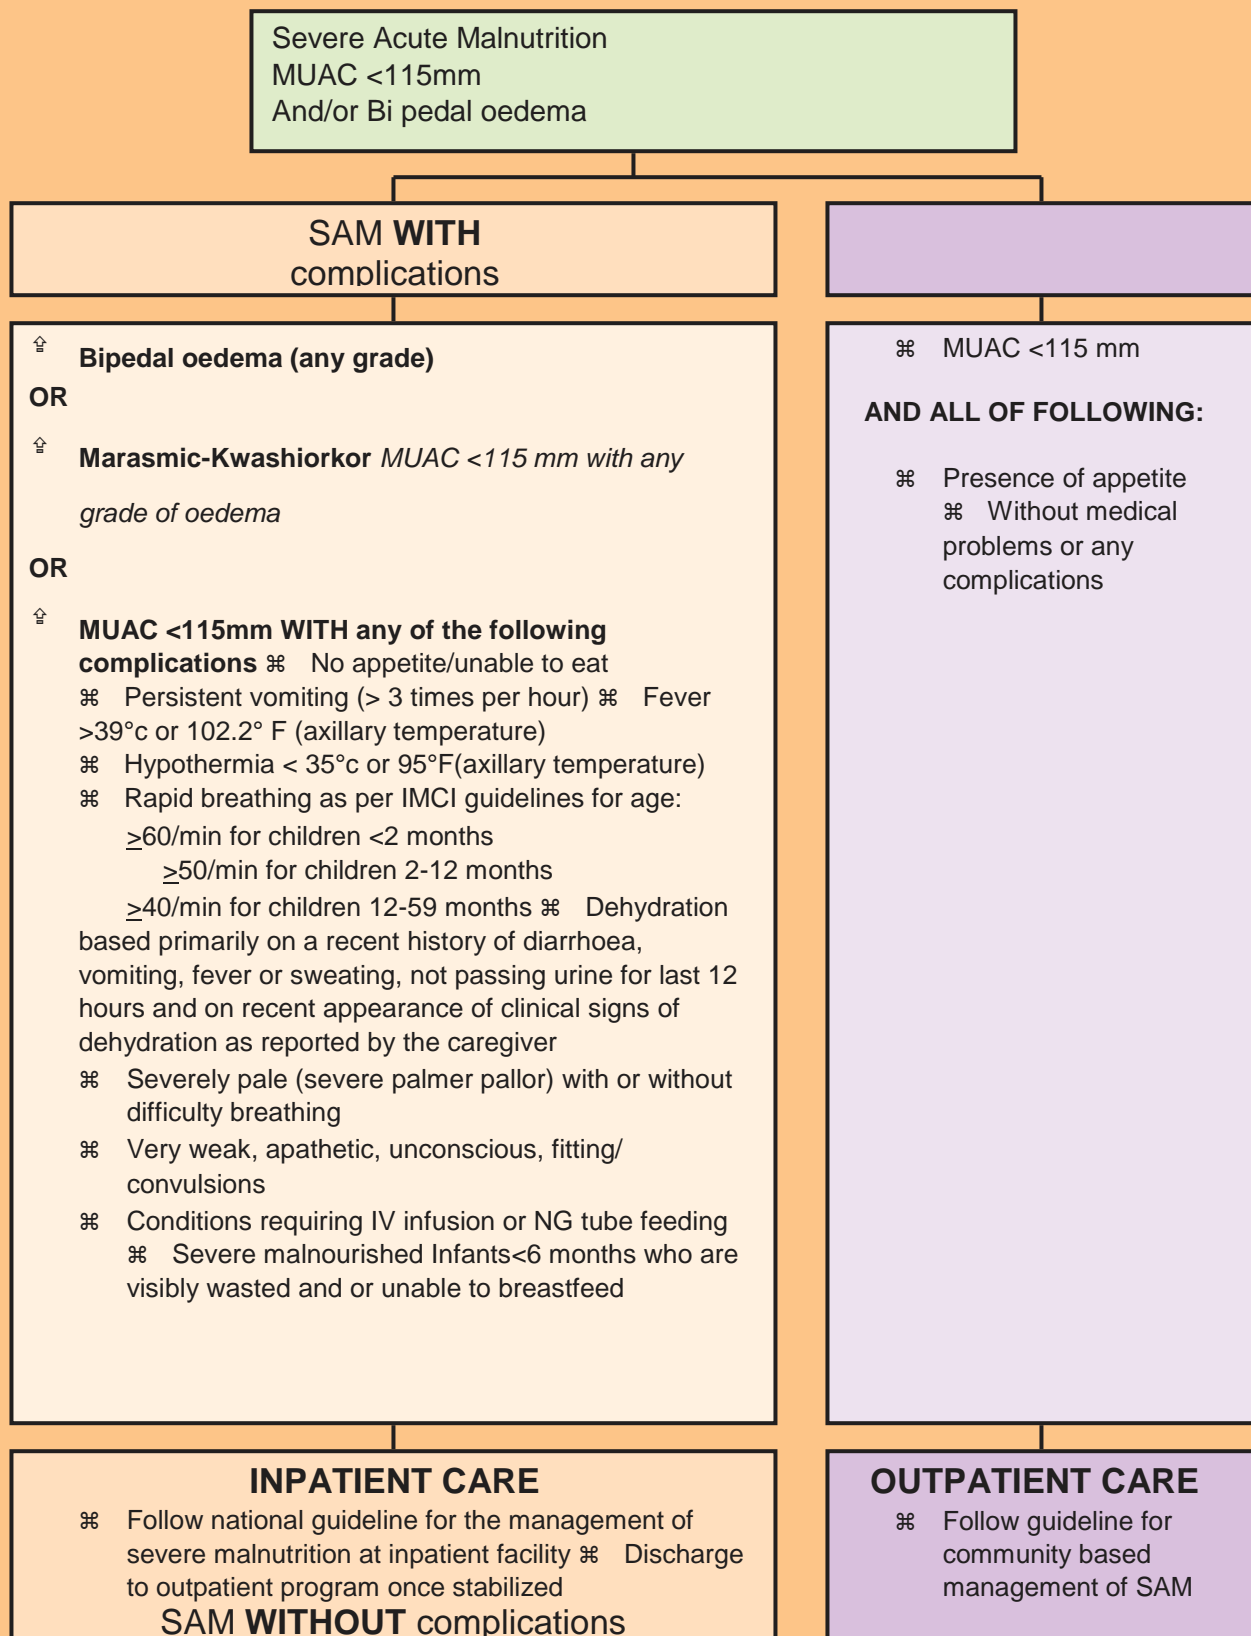 Severe Acute Malnutrition
MUAC <115mm
And/or Bi pedal oedema
SAM WITH
complications
⇪ Bipedal oedema (any grade)
OR
⇪ Marasmic-Kwashiorkor MUAC <115 mm with any
grade of oedema
OR
⇪ MUAC <115mm WITH any of the following
complications ⌘ No appetite/unable to eat
⌘ Persistent vomiting (> 3 times per hour) ⌘ Fever
>39°c or 102.2° F (axillary temperature)
⌘ Hypothermia < 35°c or 95°F(axillary temperature)
⌘ Rapid breathing as per IMCI guidelines for age:
≥60/min for children <2 months
≥50/min for children 2-12 months
≥40/min for children 12-59 months ⌘ Dehydration
based primarily on a recent history of diarrhoea,
vomiting, fever or sweating, not passing urine for last 12
hours and on recent appearance of clinical signs of
dehydration as reported by the caregiver
⌘ Severely pale (severe palmer pallor) with or without
difficulty breathing
⌘ Very weak, apathetic, unconscious, fitting/
convulsions
⌘ Conditions requiring IV infusion or NG tube feeding
⌘ Severe malnourished Infants<6 months who are
visibly wasted and or unable to breastfeed
⌘ MUAC <115 mm
AND ALL OF FOLLOWING:
⌘ Presence of appetite
⌘ Without medical
problems or any
complications
INPATIENT CARE
⌘ Follow national guideline for the management of
severe malnutrition at inpatient facility ⌘ Discharge
to outpatient program once stabilized
SAM WITHOUT complications
OUTPATIENT CARE
⌘ Follow guideline for
community based
management of SAM